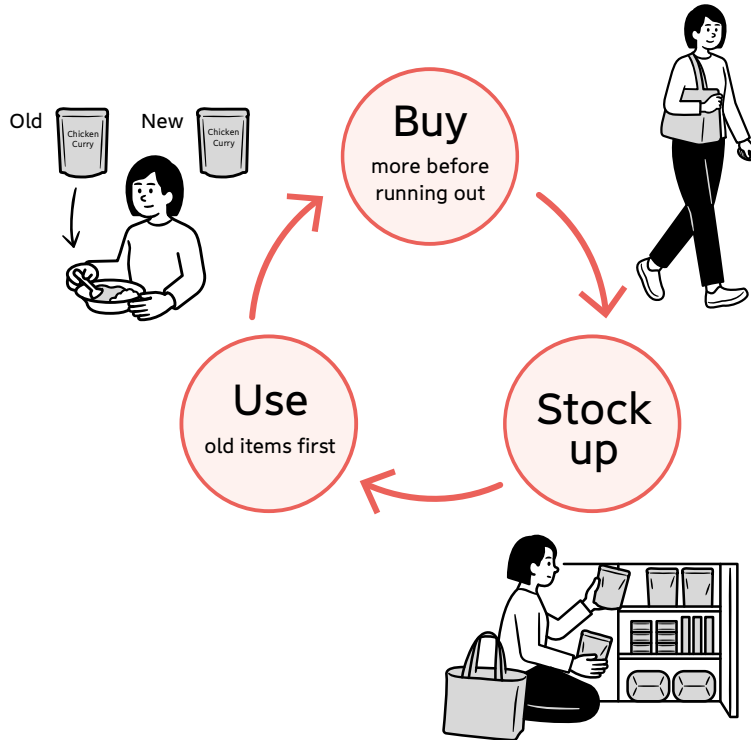 Buy
more before
running out
Old
New
Chicken
Curry
Chicken
Curry
Use
old items first
Stock
up